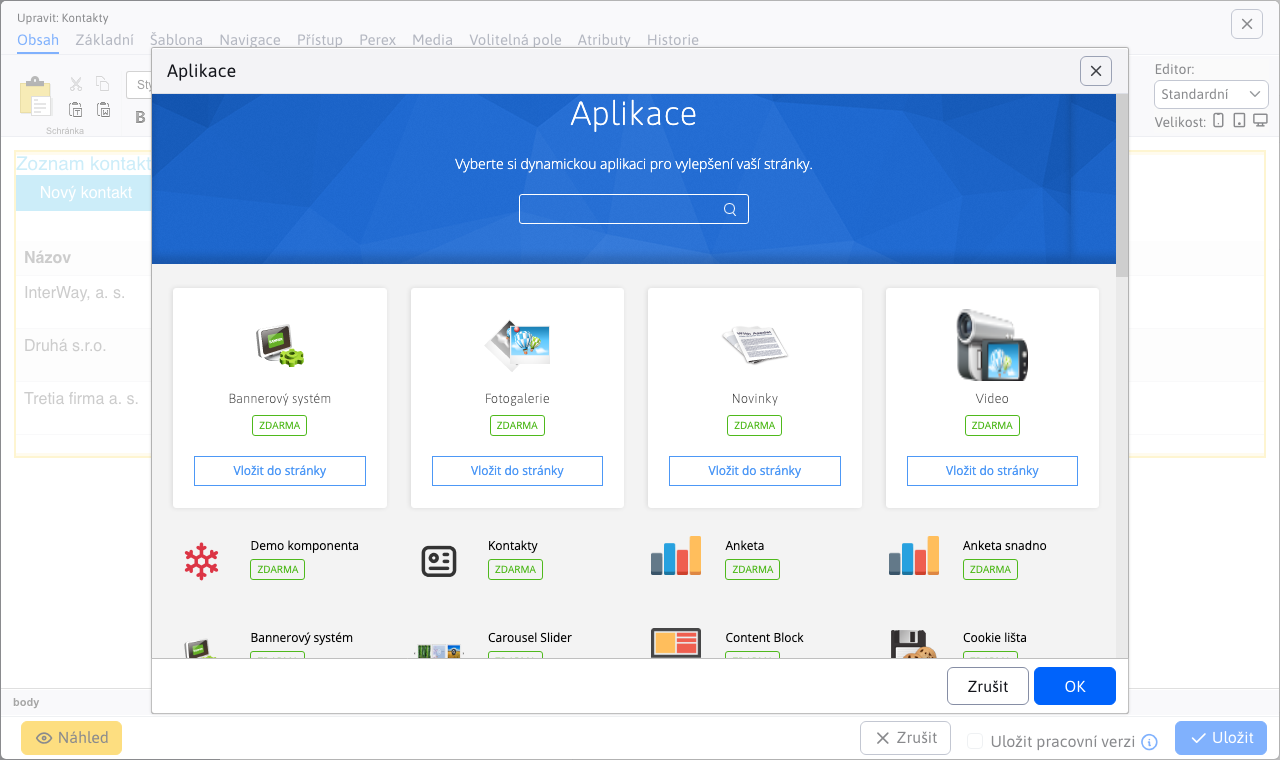 Upravit: Kontakty
Obsah Základní Šablona Navigace Přístup Perex Media Volitelná pole Atributy Historie
Aplikace
Editor:
Standardní
Velikost:
Schránka
B
Zoznam kontakt
Nový kontakt
Názov
InterWay, a. s.
Druhá s.r.o.
Tretia firma a. s.
Aplikace
Vyberte si dynamickou aplikaci pro vylepšení vaší stránky.
Bannerový systém Fotogalerie Novinky Video
ZDARMA ZDARMA ZDARMA ZDARMA
Vložit do stránky Vložit do stránky Vložit do stránky Vložit do stránky
Demo komponenta Kontakty Anketa Anketa snadno
ZDARMA ZDARMA ZDARMA ZDARMA
Bannerový systém Carousel Slider Content Block Cookie lišta
Zrušit OK
body
Náhled Zrušit Uložit pracovní verzi Uložit